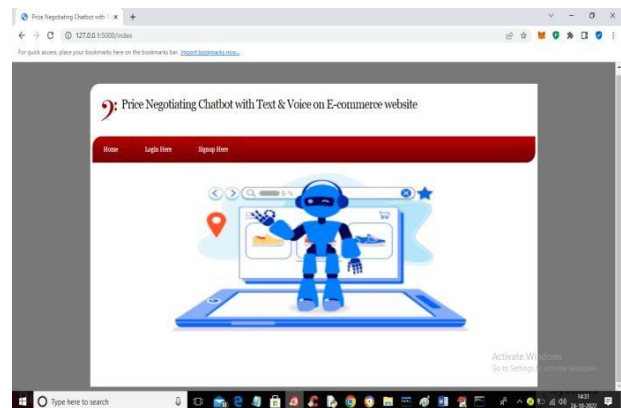 Price Negotiating Chatbot with T
127.0.0.1:5000/index
For quick access, place your bookmarks here on the bookmarks bar. Import bookmarks now...
Price Negotiating Chatbot with Text & Voice on E-commerce website
Home Login Here Signup Here
Activate Windows
Go to Settings to activate Windows.
Type here to search
14:31
26-10-2022